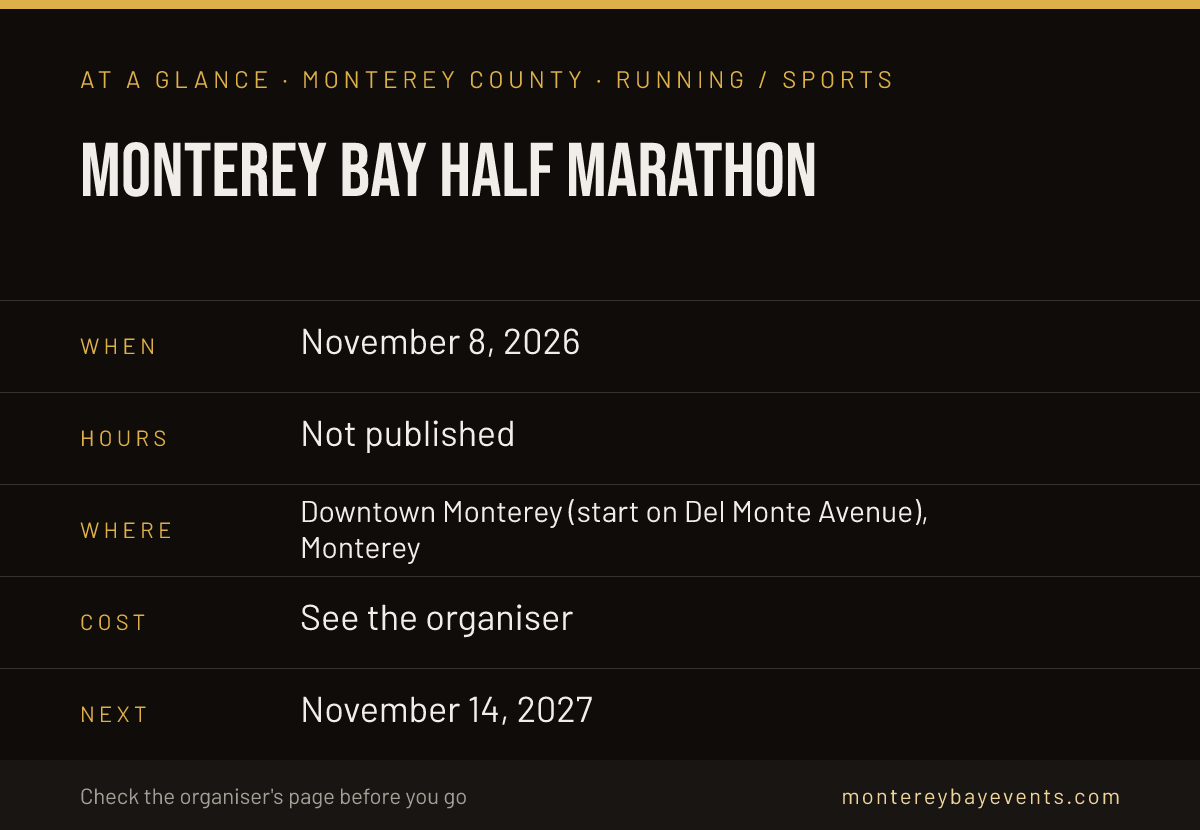 AT A GLANCE · MONTEREY COUNTY · RUNNING / SPORTS
MONTEREY BAY HALF MARATHON
WHEN
November 8, 2026
HOURS
Not published
WHERE
Downtown Monterey (start on Del Monte Avenue),
Monterey
COST
See the organiser
NEXT
November 14, 2027
Check the organiser's page before you go
montereybayevents.com